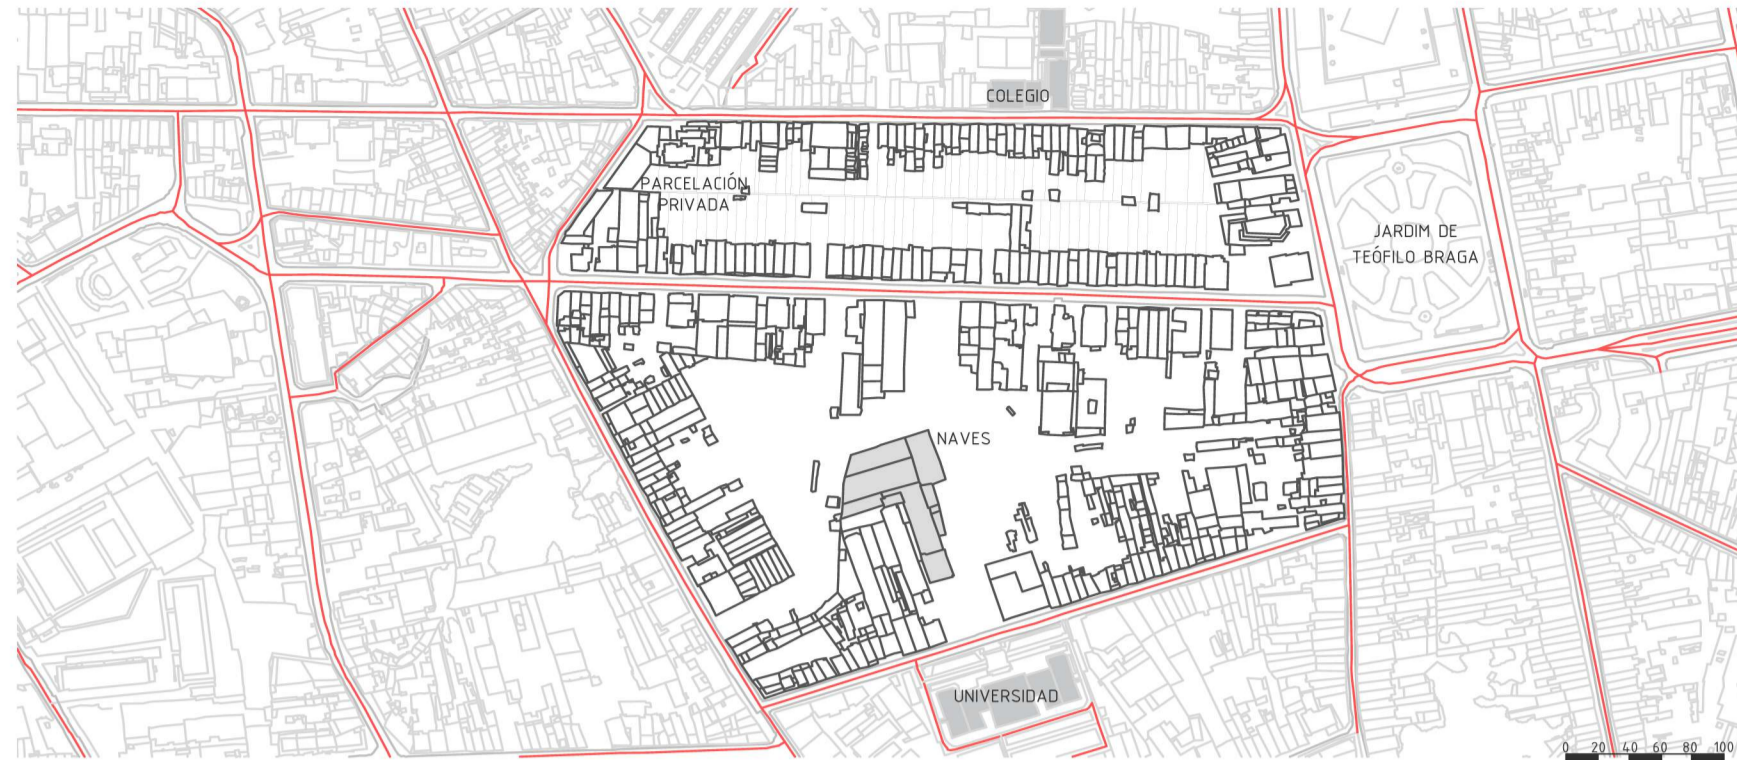 COLEGIO
PARCELACIÓN
PRIVADA
JARDIM DE
TEÓFILO BRAGA
NAVES
UNIVERSIDAD
0 20 40 60 80 100